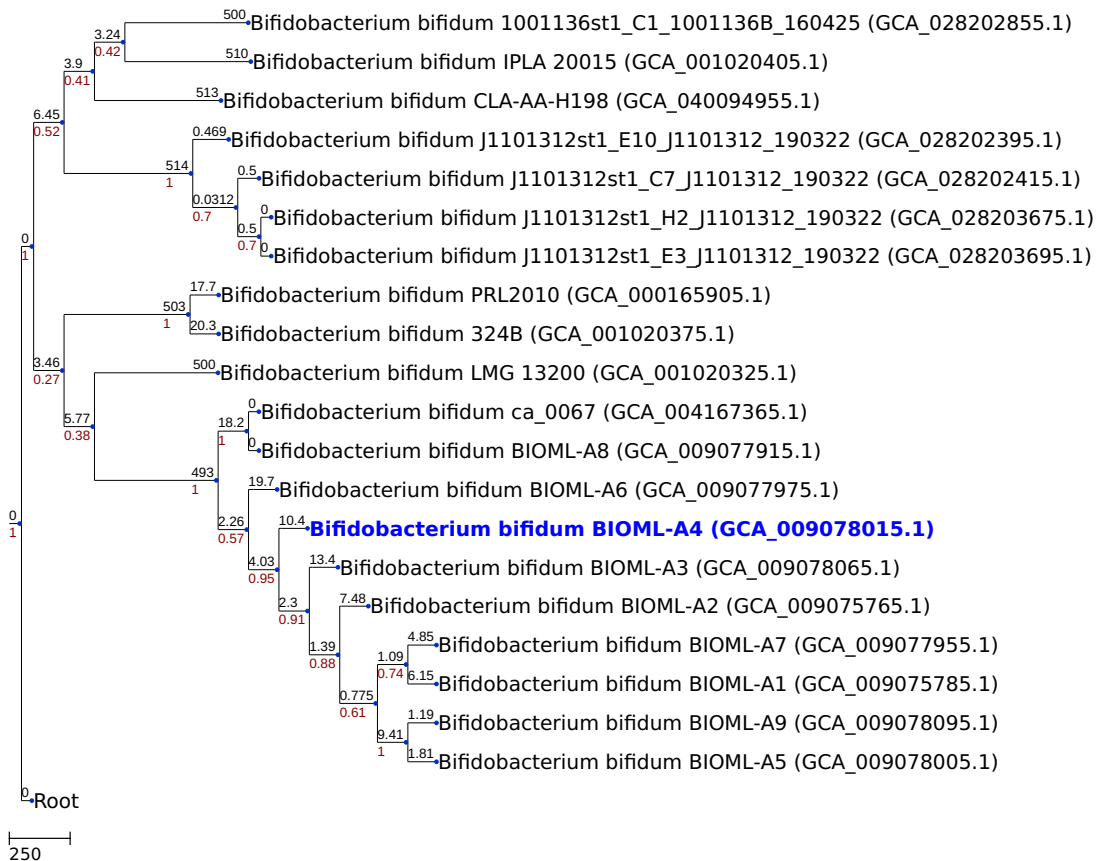 500
Bifidobacterium bifidum 1001136st1_C1_1001136B_160425 (GCA_028202855.1)
3.24
0.42
510
Bifidobacterium bifidum IPLA 20015 (GCA_001020405.1)
3.9
0.41
513
Bifidobacterium bifidum CLA-AA-H198 (GCA_040094955.1)
6.45
0.52
0.469
Bifidobacterium bifidum J1101312st1_E10_J1101312_190322 (GCA_028202395.1)
514
1
0.5
Bifidobacterium bifidum J1101312st1_C7_J1101312_190322 (GCA_028202415.1)
0.0312
0.7
0
Bifidobacterium bifidum J1101312st1_H2_J1101312_190322 (GCA_028203675.1)
0.5
0.7
0
Bifidobacterium bifidum J1101312st1_E3_J1101312_190322 (GCA_028203695.1)
0
1
17.7
Bifidobacterium bifidum PRL2010 (GCA_000165905.1)
503
1
20.3
Bifidobacterium bifidum 324B (GCA_001020375.1)
3.46
0.27
500
Bifidobacterium bifidum LMG 13200 (GCA_001020325.1)
5.77
0.38
0
Bifidobacterium bifidum ca_0067 (GCA_004167365.1)
18.2
1
0
Bifidobacterium bifidum BIOML-A8 (GCA_009077915.1)
493
1
19.7
Bifidobacterium bifidum BIOML-A6 (GCA_009077975.1)
2.26
0.57
10.4
Bifidobacterium bifidum BIOML-A4 (GCA_009078015.1)
0
1
4.03
0.95
13.4
Bifidobacterium bifidum BIOML-A3 (GCA_009078065.1)
2.3
0.91
7.48
Bifidobacterium bifidum BIOML-A2 (GCA_009075765.1)
1.39
0.88
4.85
Bifidobacterium bifidum BIOML-A7 (GCA_009077955.1)
1.09
0.74
6.15
Bifidobacterium bifidum BIOML-A1 (GCA_009075785.1)
0.775
0.61
1.19
Bifidobacterium bifidum BIOML-A9 (GCA_009078095.1)
9.41
1
1.81
Bifidobacterium bifidum BIOML-A5 (GCA_009078005.1)
0
Root
250